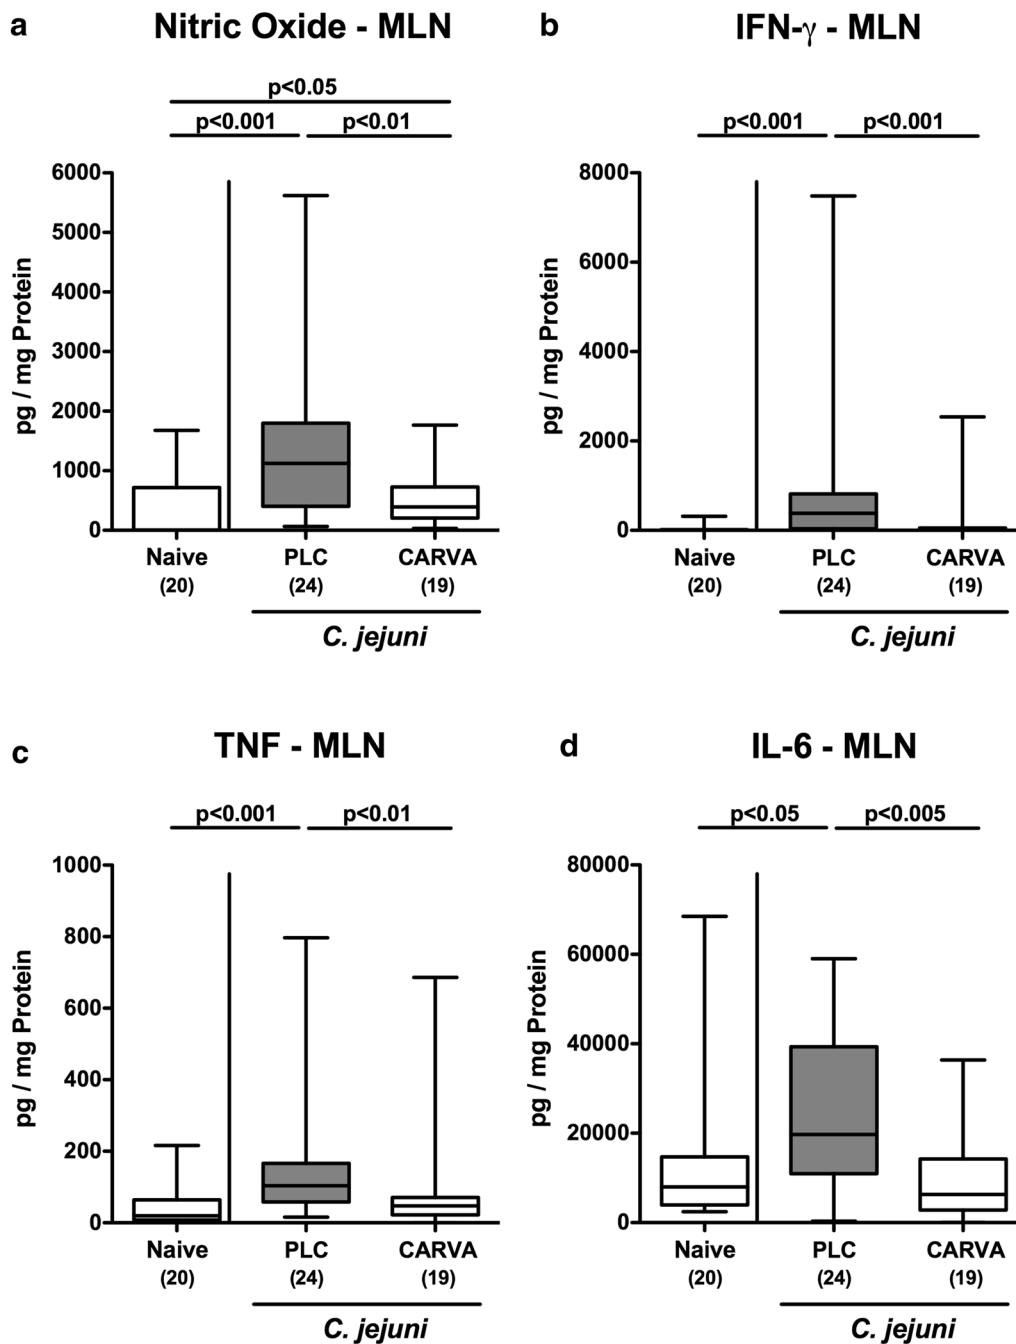 a
Nitric Oxide - MLN
p<0.05
p<0.001
p<0.01
pg / mg Protein
6000
5000
4000
3000
2000
1000
0
Naive
PLC
CARVA
(20)
(24)
(19)
C. jejuni
b
IFN-γ - MLN
p<0.001
p<0.001
pg / mg Protein
8000
6000
4000
2000
0
Naive
PLC
CARVA
(20)
(24)
(19)
C. jejuni
c
TNF - MLN
p<0.001
p<0.01
pg / mg Protein
1000
800
600
400
200
0
Naive
PLC
CARVA
(20)
(24)
(19)
C. jejuni
d
IL-6 - MLN
p<0.05
p<0.005
pg / mg Protein
80000
60000
40000
20000
0
Naive
PLC
CARVA
(20)
(24)
(19)
C. jejuni